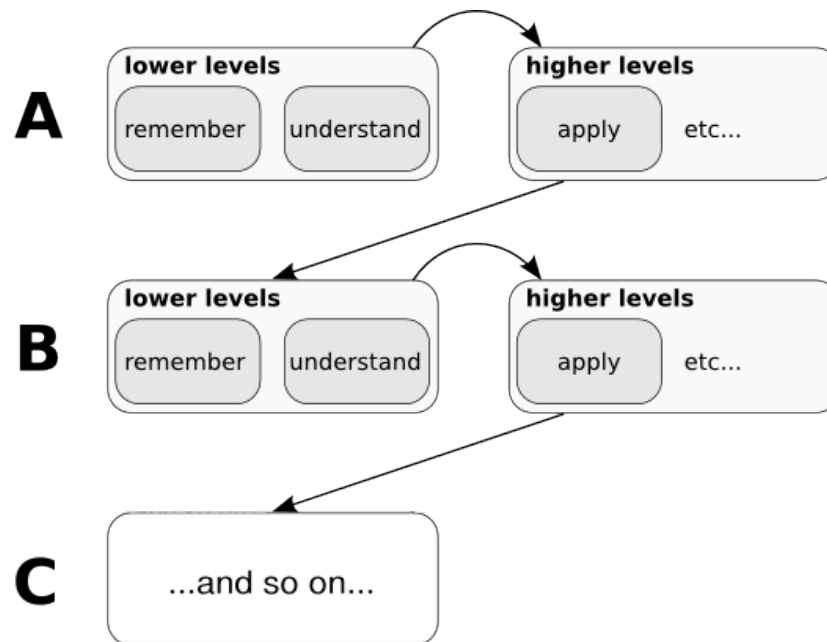 lower levels
higher levels
A
remember
understand
apply
etc...
lower levels
higher levels
B
remember
understand
apply
etc...
C
...and so on...